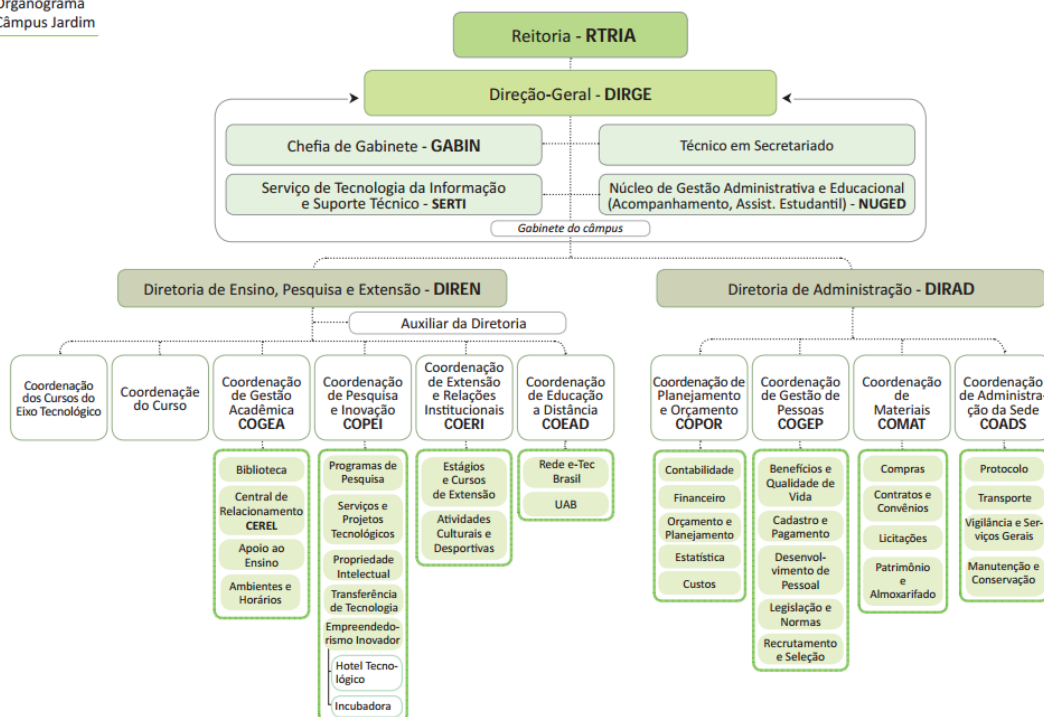 Organograma
Câmpus Jardim
Reitoria - RTRIA
Direção-Geral - DIRGE
Chefia de Gabinete - GABIN
Técnico em Secretariado
Serviço de Tecnologia da Informação
e Suporte Técnico - SERTI
Núcleo de Gestão Administrativa e Educacional
(Acompanhamento, Assist. Estudantil) - NUGED
Gabinete do câmpus
Diretoria de Ensino, Pesquisa e Extensão - DIREN
Diretoria de Administração - DIRAD
Auxiliar da Diretoria
Coordenação
dos Cursos do
Eixo Tecnológico
Coordenaçãe
do Curso
Coordenação
de Gestão
Acadêmica
COGEA
Coordenação
de Pesquisa
e Inovação
COPEI
Coordenação
de Extensão
e Relações
Institucionais
COERI
Coordenação
de Educação
a Distância
COEAD
Coordenação de
Planejamento
e Orçamento
COPOR
Coordenação
de Gestão de
Pessoas
COGEP
Coordenação
de
Materiais
COMAT
Coordenação
de Administra-
ção da Sede
COADS
Biblioteca
Central de
Relacionamento
CEREL
Apoio ao
Ensino
Ambientes e
Horários
Programas de
Pesquisa
Serviços e
Projetos
Tecnológicos
Propriedade
Intelectual
Transferência
de Tecnologia
Empreendedo-
rismo Inovador
Hotel Tecno-
lógico
Incubadora
Estágios
e Cursos
de Extensão
Atividades
Culturais e
Desportivas
Rede e-Tec
Brasil
UAB
Contabilidade
Financeiro
Orçamento e
Planejamento
Estatística
Custos
Benefícios e
Qualidade de
Vida
Cadastro e
Pagamento
Desenvol-
vimento de
Pessoal
Legislação e
Normas
Recrutamento
e Seleção
Compras
Contratos e
Convênios
Licitações
Patrimônio
e
Almoxarifado
Protocolo
Transporte
Vigilância e Ser-
viços Gerais
Manutenção e
Conservação